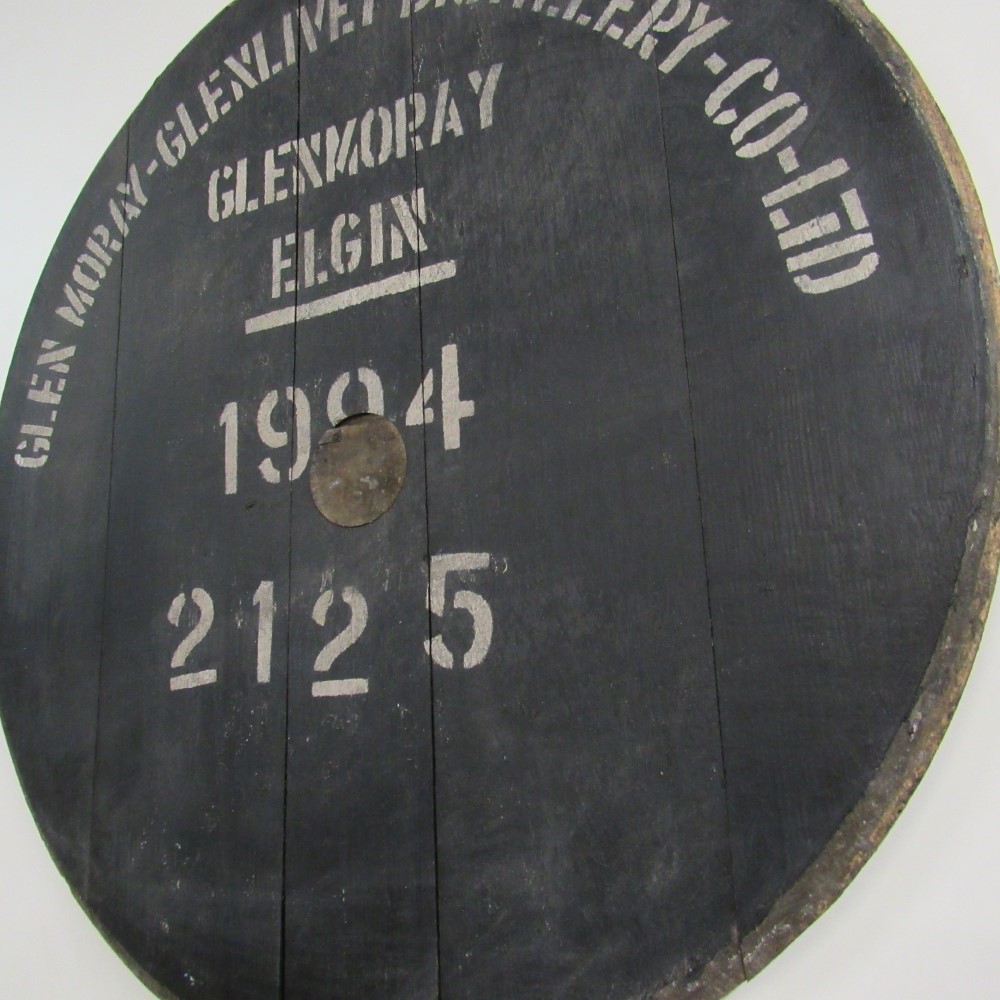 GLEN MORAY-GLENLIVET DISTILLERY-CO-LTD
GLENMORAY
ELGIN
1994
2125